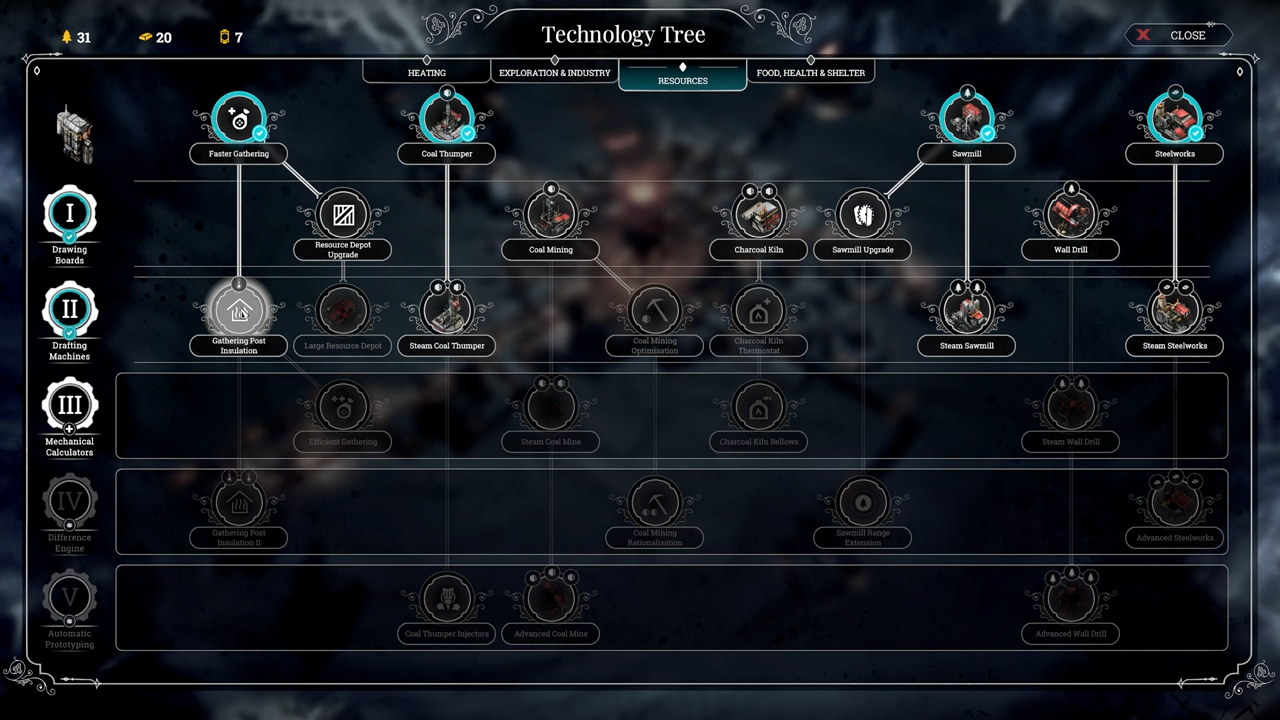 31
20
7
Technology Tree
CLOSE
HEATING
EXPLORATION & INDUSTRY
RESOURCES
FOOD, HEALTH & SHELTER
Faster Gathering
Coal Thumper
Sawmill
Steelworks
I
Drawing
Boards
Resource Depot
Upgrade
Coal Mining
Charcoal Kiln
Sawmill Upgrade
Wall Drill
II
Drafting
Machines
Gathering Post
Insulation
Large Resource Depot
Steam Coal Thumper
Coal Mining
Optimisation
Charcoal Kiln
Thermostat
Steam Sawmill
Steam Steelworks
III
Mechanical
Calculators
Efficient Gathering
Steam Coal Mine
Charcoal Kiln Bellows
Steam Wall Drill
IV
Difference
Engine
Gathering Post
Insulation II
Coal Mining
Rationalisation
Sawmill Range
Extension
Advanced Steelworks
V
Automatic
Prototyping
Coal Thumper Injectors
Advanced Coal Mine
Advanced Wall Drill